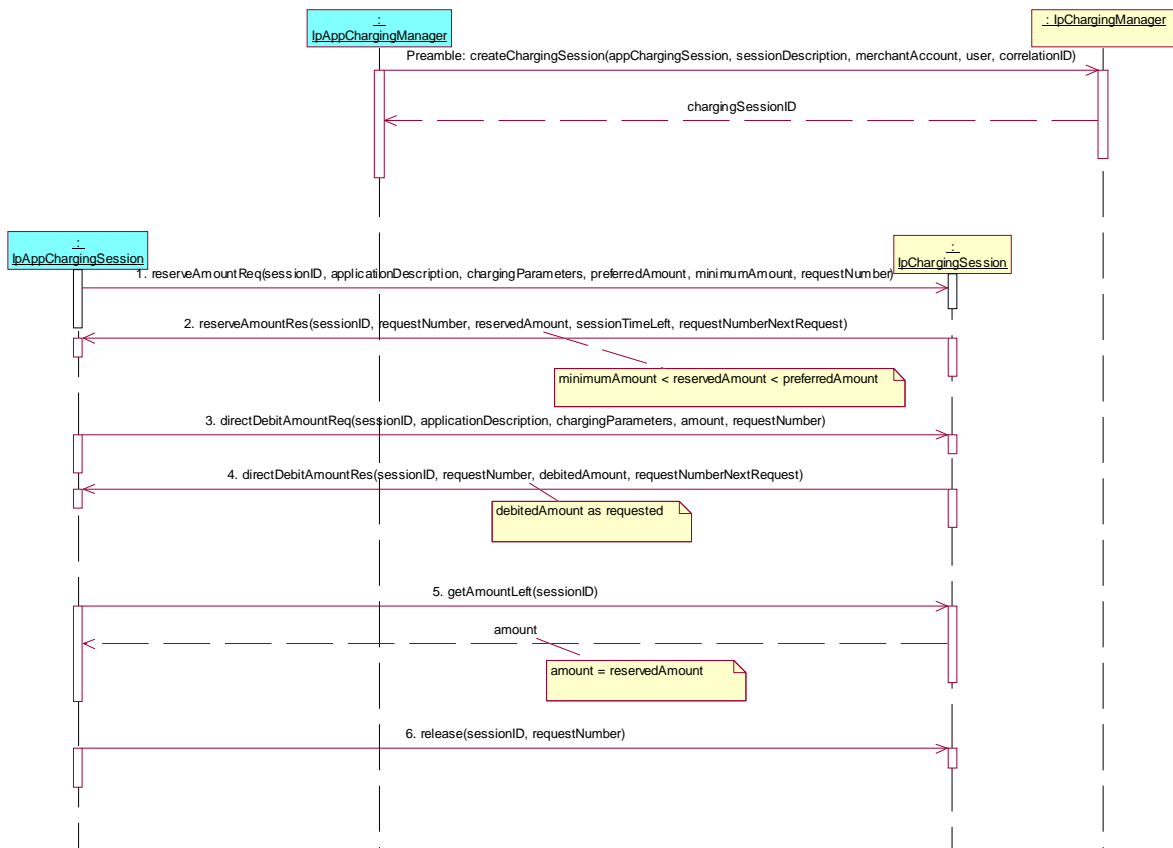 :
IpAppChargingManager
: IpChargingManager
Preamble: createChargingSession(appChargingSession, sessionDescription, merchantAccount, user, correlationID)
chargingSessionID
:
IpAppChargingSession
:
IpChargingSession
1. reserveAmountReq(sessionID, applicationDescription, chargingParameters, preferredAmount, minimumAmount, requestNumber)
2. reserveAmountRes(sessionID, requestNumber, reservedAmount, sessionTimeLeft, requestNumberNextRequest)
minimumAmount < reservedAmount < preferredAmount
3. directDebitAmountReq(sessionID, applicationDescription, chargingParameters, amount, requestNumber)
4. directDebitAmountRes(sessionID, requestNumber, debitedAmount, requestNumberNextRequest)
debitedAmount as requested
5. getAmountLeft(sessionID)
amount
amount = reservedAmount
6. release(sessionID, requestNumber)